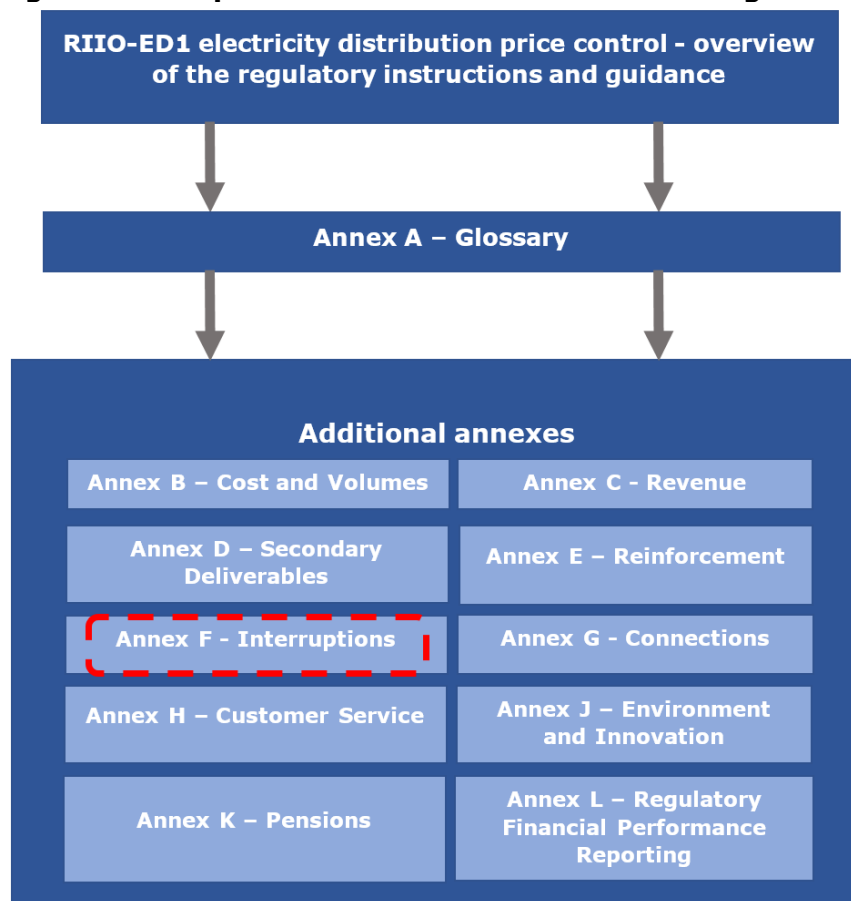 RIIO-ED1 electricity distribution price control - overview
of the regulatory instructions and guidance
Annex A – Glossary
Additional annexes
Annex B – Cost and Volumes
Annex C - Revenue
Annex D – Secondary
Deliverables
Annex E – Reinforcement
Annex F - Interruptions
Annex G - Connections
Annex H – Customer Service
Annex J – Environment
and Innovation
Annex K – Pensions
Annex L – Regulatory
Financial Performance
Reporting